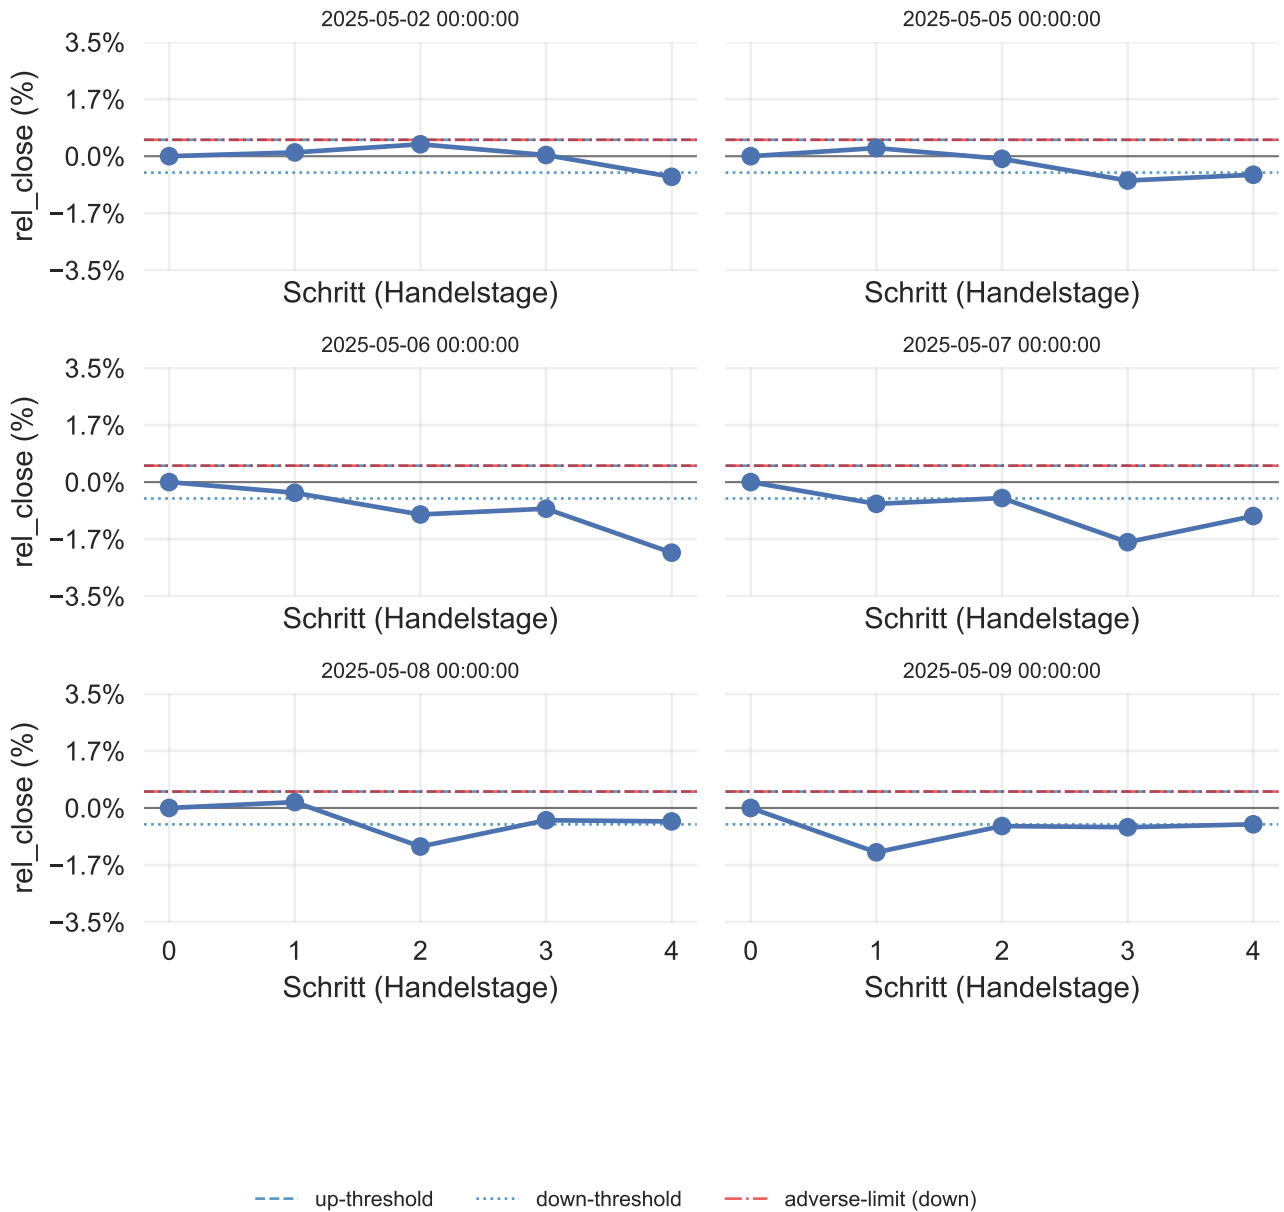 2025-05-02 00:00:00
2025-05-05 00:00:00
rel_close (%)
3.5%
1.7%
0.0%
−1.7%
−3.5%
Schritt (Handelstage)
Schritt (Handelstage)
2025-05-06 00:00:00
2025-05-07 00:00:00
rel_close (%)
3.5%
1.7%
0.0%
−1.7%
−3.5%
Schritt (Handelstage)
Schritt (Handelstage)
2025-05-08 00:00:00
2025-05-09 00:00:00
rel_close (%)
3.5%
1.7%
0.0%
−1.7%
−3.5%
0 1 2 3 4
0 1 2 3 4
Schritt (Handelstage)
Schritt (Handelstage)
up-threshold
down-threshold
adverse-limit (down)